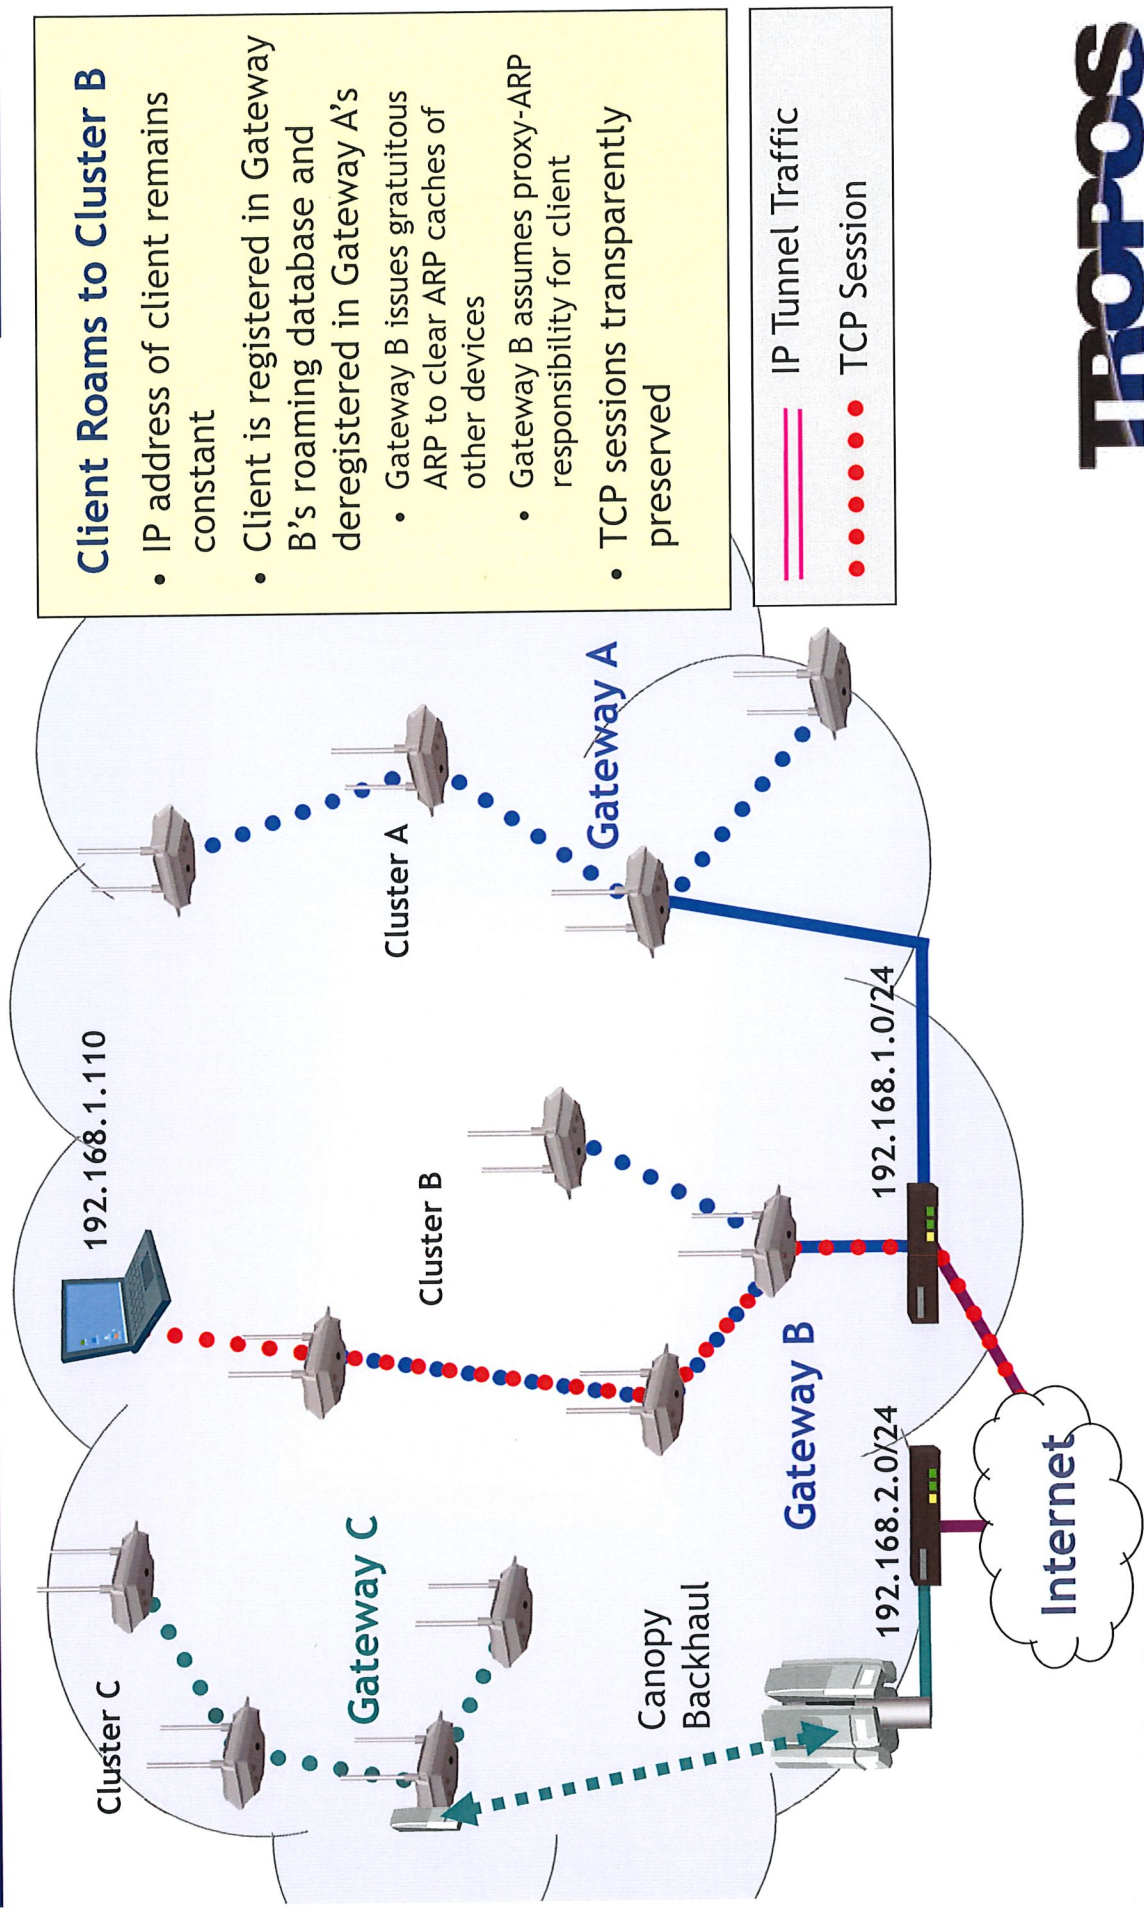 Cluster C
Gateway C
Canopy
Backhaul
192.168.2.0/24
Internet
192.168.1.110
Cluster B
Gateway B
192.168.1.0/24
Cluster A
Gateway A
Client Roams to Cluster B
• IP address of client remains
constant
• Client is registered in Gateway
B's roaming database and
deregistered in Gateway A's
• Gateway B issues gratuitous
ARP to clear ARP caches of
other devices
• Gateway B assumes proxy-ARP
responsibility for client
• TCP sessions transparently
preserved
IP Tunnel Traffic
TCP Session
TROPOS